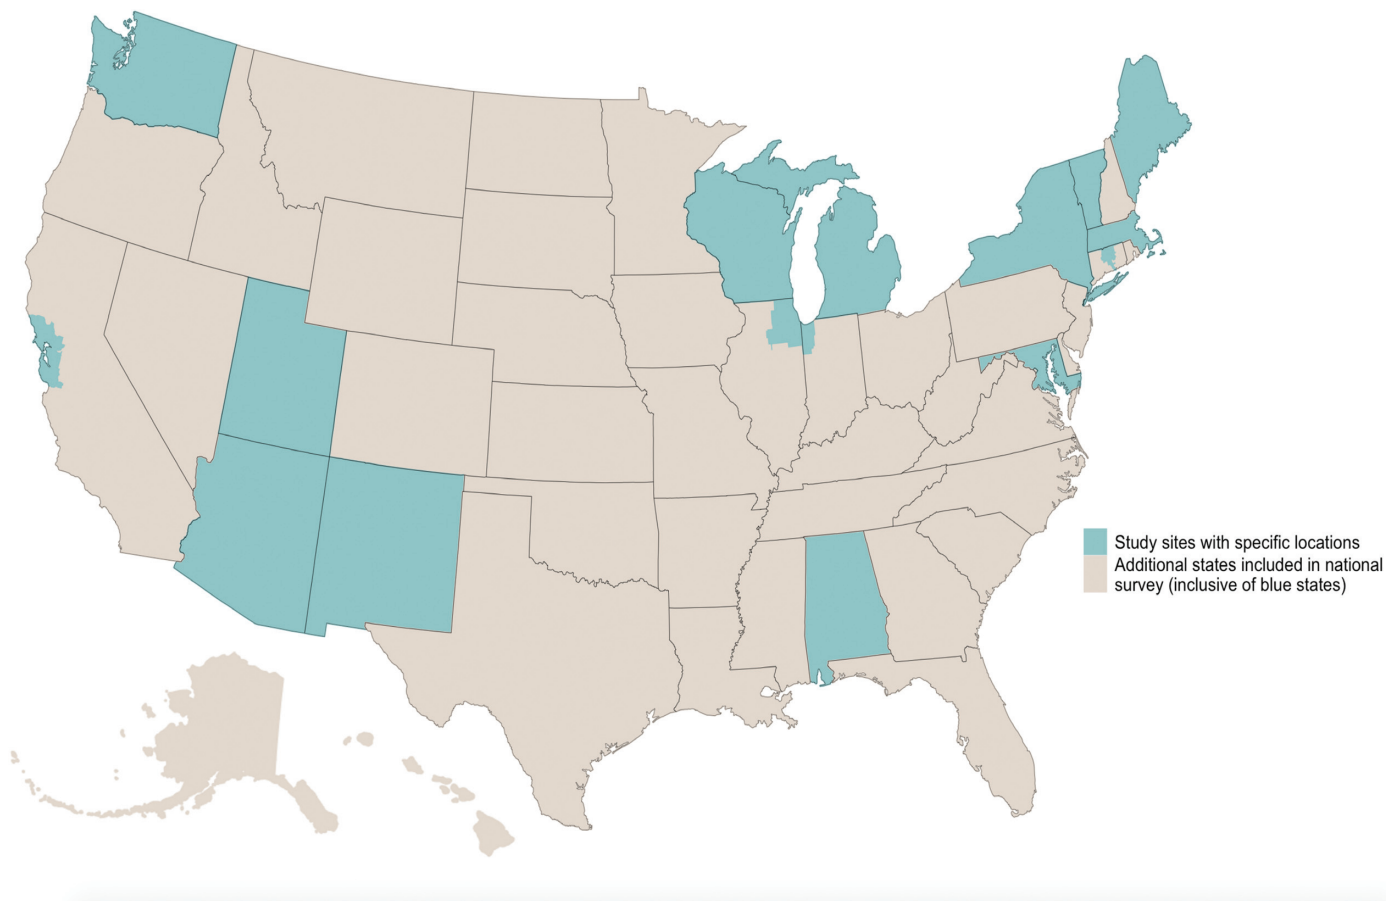 Study sites with specific locations
Additional states included in national
survey (inclusive of blue states)